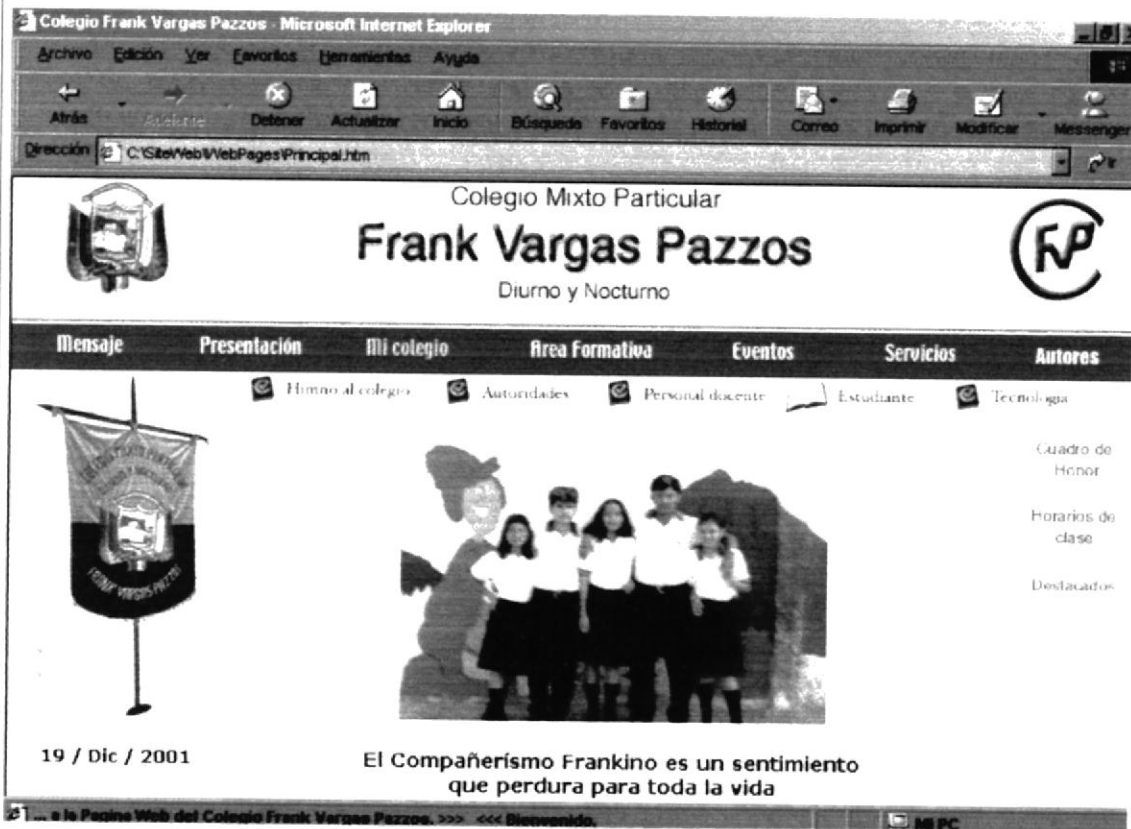 Colegio Frank Vargas Pazzos - Microsoft Internet Explorer
Archivo Edición Ver Favoritos Herramientas Ayuda
Atrás Adelante Detener Actualizar Inicio Búsqueda Favoritos Historial Correo Imprimir Modificar Messenger
Dirección C:\SiteWeb\WebPages\Principal.htm
Colegio Mixto Particular
Frank Vargas Pazzos
Diurno y Nocturno
FVP
Mensaje Presentación Mi colegio Area Formativa Eventos Servicios Autores
Himno al colegio Autoridades Personal docente Estudiante Tecnología
Cuadro de
Honor
Horarios de
clase
Destacados
FRANK VARGAS PAZZOS
19 / Dic / 2001
El Compañerísmo Frankino es un sentimiento
que perdura para toda la vida
... a la Pagina Web del Colegio Frank Vargas Pazzos. >>> <<< Bienvenido.
Mi PC